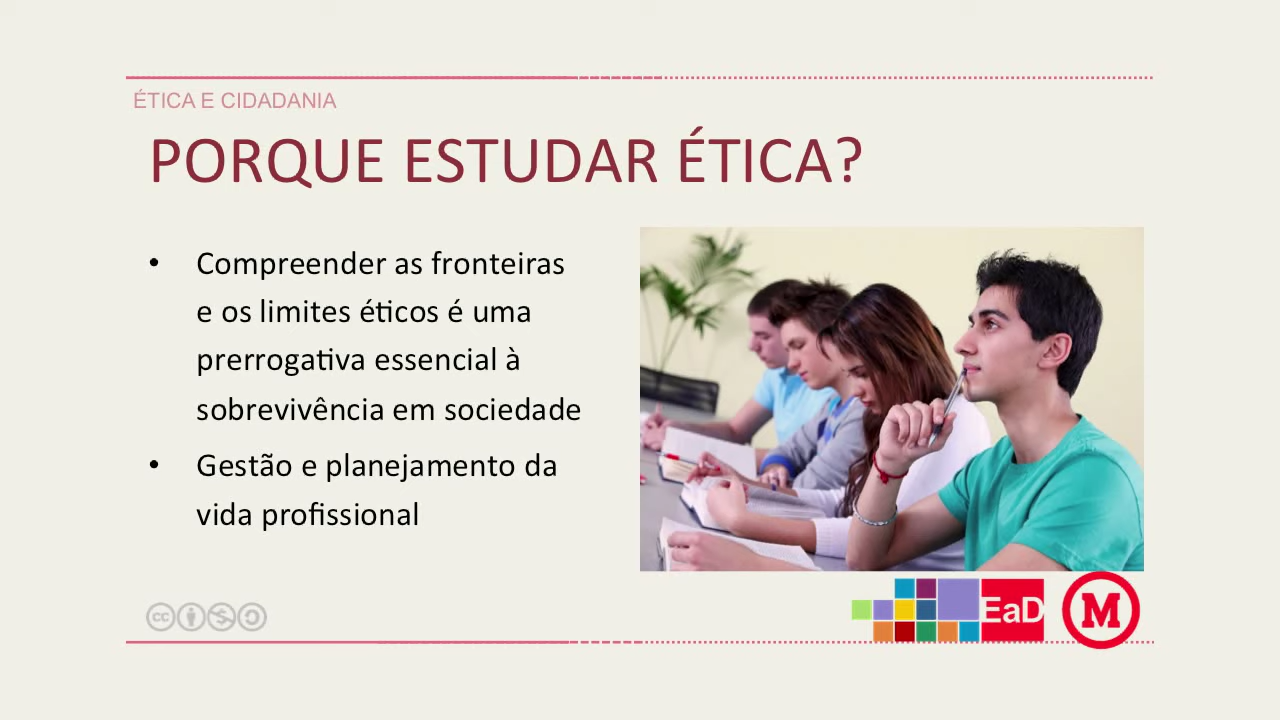 ÉTICA E CIDADANIA
PORQUE ESTUDAR ÉTICA?
• Compreender as fronteiras
e os limites éticos é uma
prerrogativa essencial à
sobrevivência em sociedade
• Gestão e planejamento da
vida profissional
cc
EaD
M